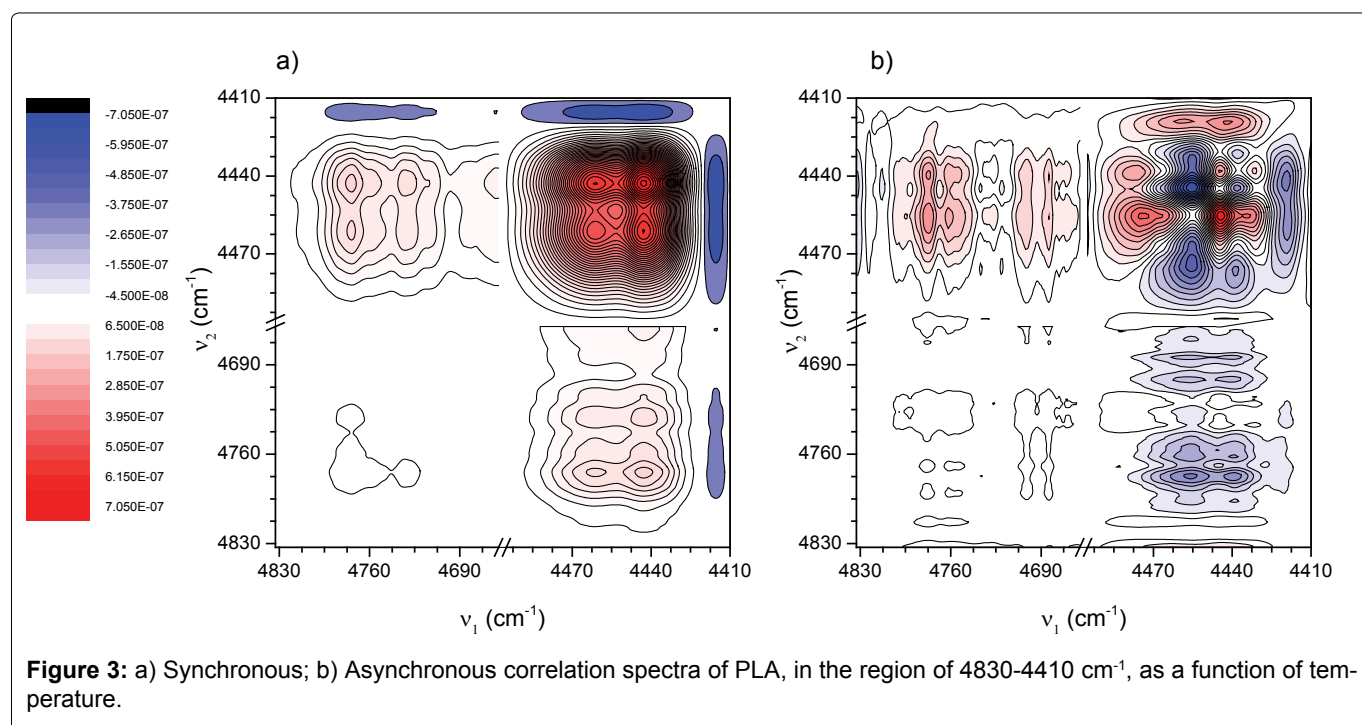 a)
-7.050E-07
-5.950E-07
-4.850E-07
-3.750E-07
-2.650E-07
-1.550E-07
-4.500E-08
6.500E-08
1.750E-07
2.850E-07
3.950E-07
5.050E-07
6.150E-07
7.050E-07
4410
4440
4470
4690
4760
4830
ν2 (cm-1)
4830 4760 4690 4470 4440 4410
ν1 (cm-1)
b)
4410
4440
4470
4690
4760
4830
ν2 (cm-1)
4830 4760 4690 4470 4440 4410
ν1 (cm-1)
Figure 3: a) Synchronous; b) Asynchronous correlation spectra of PLA, in the region of 4830-4410 cm-1, as a function of tem-
perature.